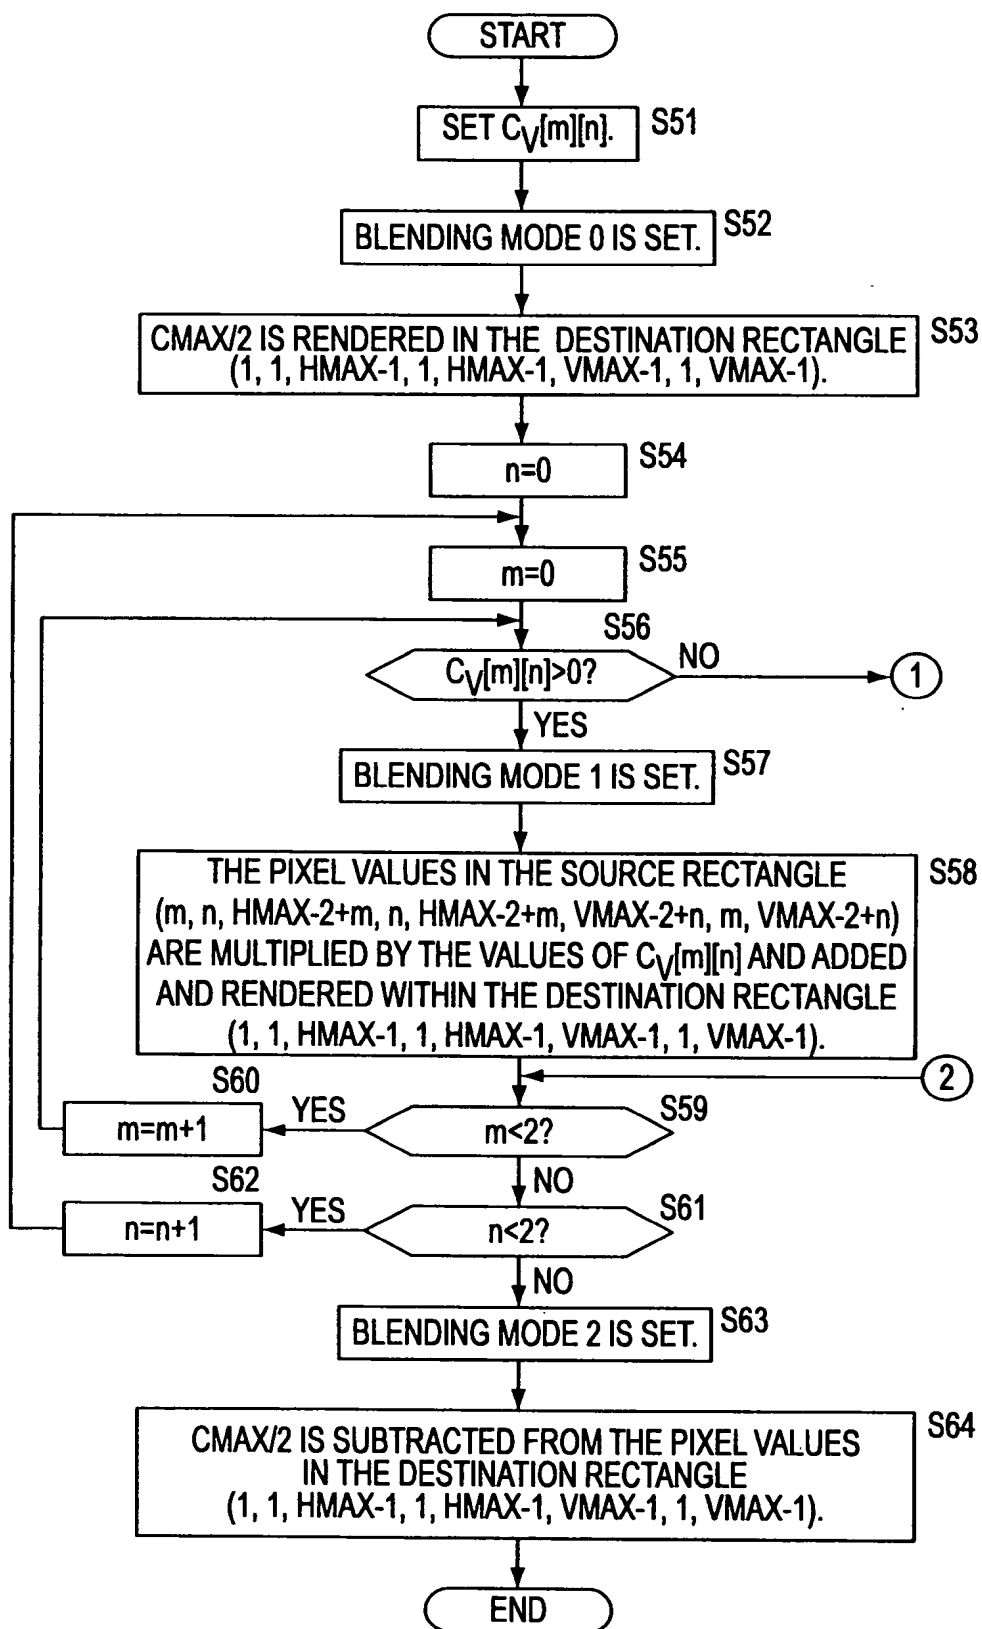 START
SET CV[m][n].
S51
BLENDING MODE 0 IS SET.
S52
CMAX/2 IS RENDERED IN THE DESTINATION RECTANGLE
(1, 1, HMAX-1, 1, HMAX-1, VMAX-1, 1, VMAX-1).
S53
n=0
S54
m=0
S55
S56
CV[m][n]>0?
NO
1
YES
BLENDING MODE 1 IS SET.
S57
THE PIXEL VALUES IN THE SOURCE RECTANGLE
(m, n, HMAX-2+m, n, HMAX-2+m, VMAX-2+n, m, VMAX-2+n)
ARE MULTIPLIED BY THE VALUES OF CV[m][n] AND ADDED
AND RENDERED WITHIN THE DESTINATION RECTANGLE
(1, 1, HMAX-1, 1, HMAX-1, VMAX-1, 1, VMAX-1).
S58
2
S60
m=m+1
YES
m<2?
S59
NO
S62
n=n+1
YES
n<2?
S61
NO
BLENDING MODE 2 IS SET.
S63
CMAX/2 IS SUBTRACTED FROM THE PIXEL VALUES
IN THE DESTINATION RECTANGLE
(1, 1, HMAX-1, 1, HMAX-1, VMAX-1, 1, VMAX-1).
S64
END